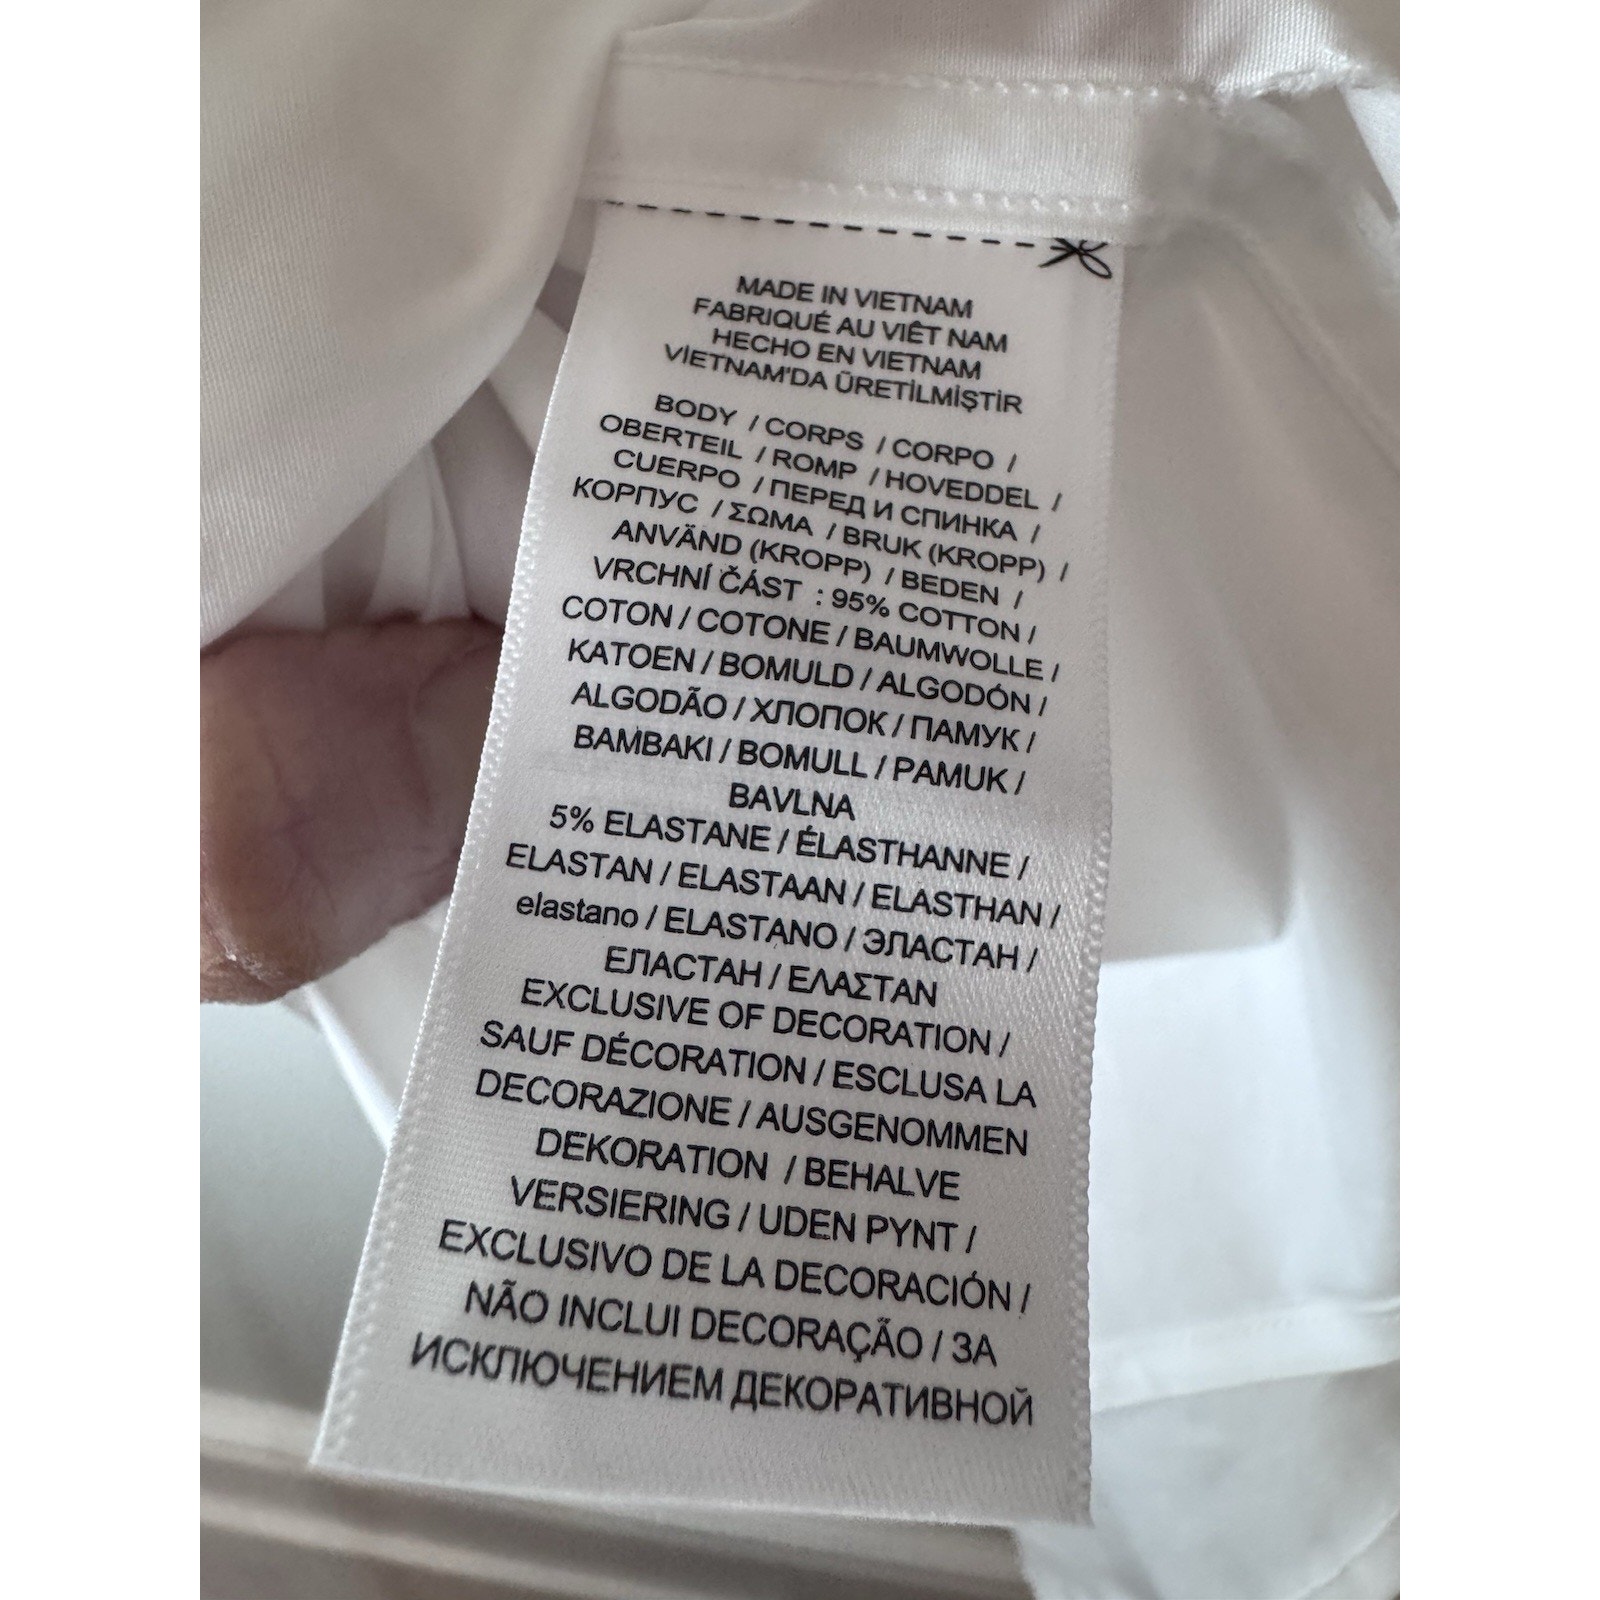 MADE IN VIETNAM
FABRIQUÉ AU VIÊT NAM
HECHO EN VIETNAM
VİETNAM'DA ÜRETİLMİŞTİR
BODY / CORPS / CORPO /
OBERTEIL / ROMP / HOVEDDEL /
CUERPO / ПЕРЕД И СПИНКА /
КОРПУС / ΣΩΜΑ / BRUK (KROPP) /
ANVÄND (KROPP) / BEDEN /
VRCHNÍ ČÁST : 95% COTTON /
COTON / COTONE / BAUMWOLLE /
KATOEN / BOMULD / ALGODÓN /
ALGODÃO / ХЛОПОК / ПАМУК /
BAMBAKI / BOMULL / PAMUK /
BAVLNA
5% ELASTANE / ÉLASTHANNE /
ELASTAN / ELASTAAN / ELASTHAN /
elastano / ELASTANO / ЭЛАСТАН /
ЕЛАСТАН / ΕΛΑΣΤΑΝ
EXCLUSIVE OF DECORATION /
SAUF DÉCORATION / ESCLUSA LA
DECORAZIONE / AUSGENOMMEN
DEKORATION / BEHALVE
VERSIERING / UDEN PYNT /
EXCLUSIVO DE LA DECORACIÓN /
NÃO INCLUI DECORAÇÃO / ЗА
ИСКЛЮЧЕНИЕМ ДЕКОРАТИВНОЙ